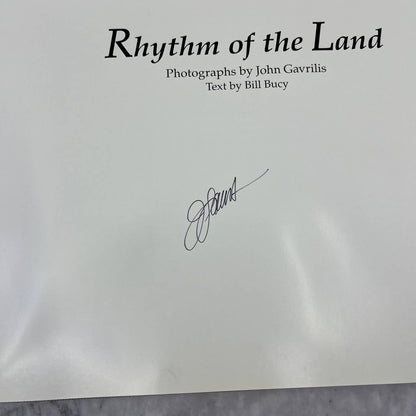 Rhythm of the Land
Photographs by John Gavrilis
Text by Bill Bucy